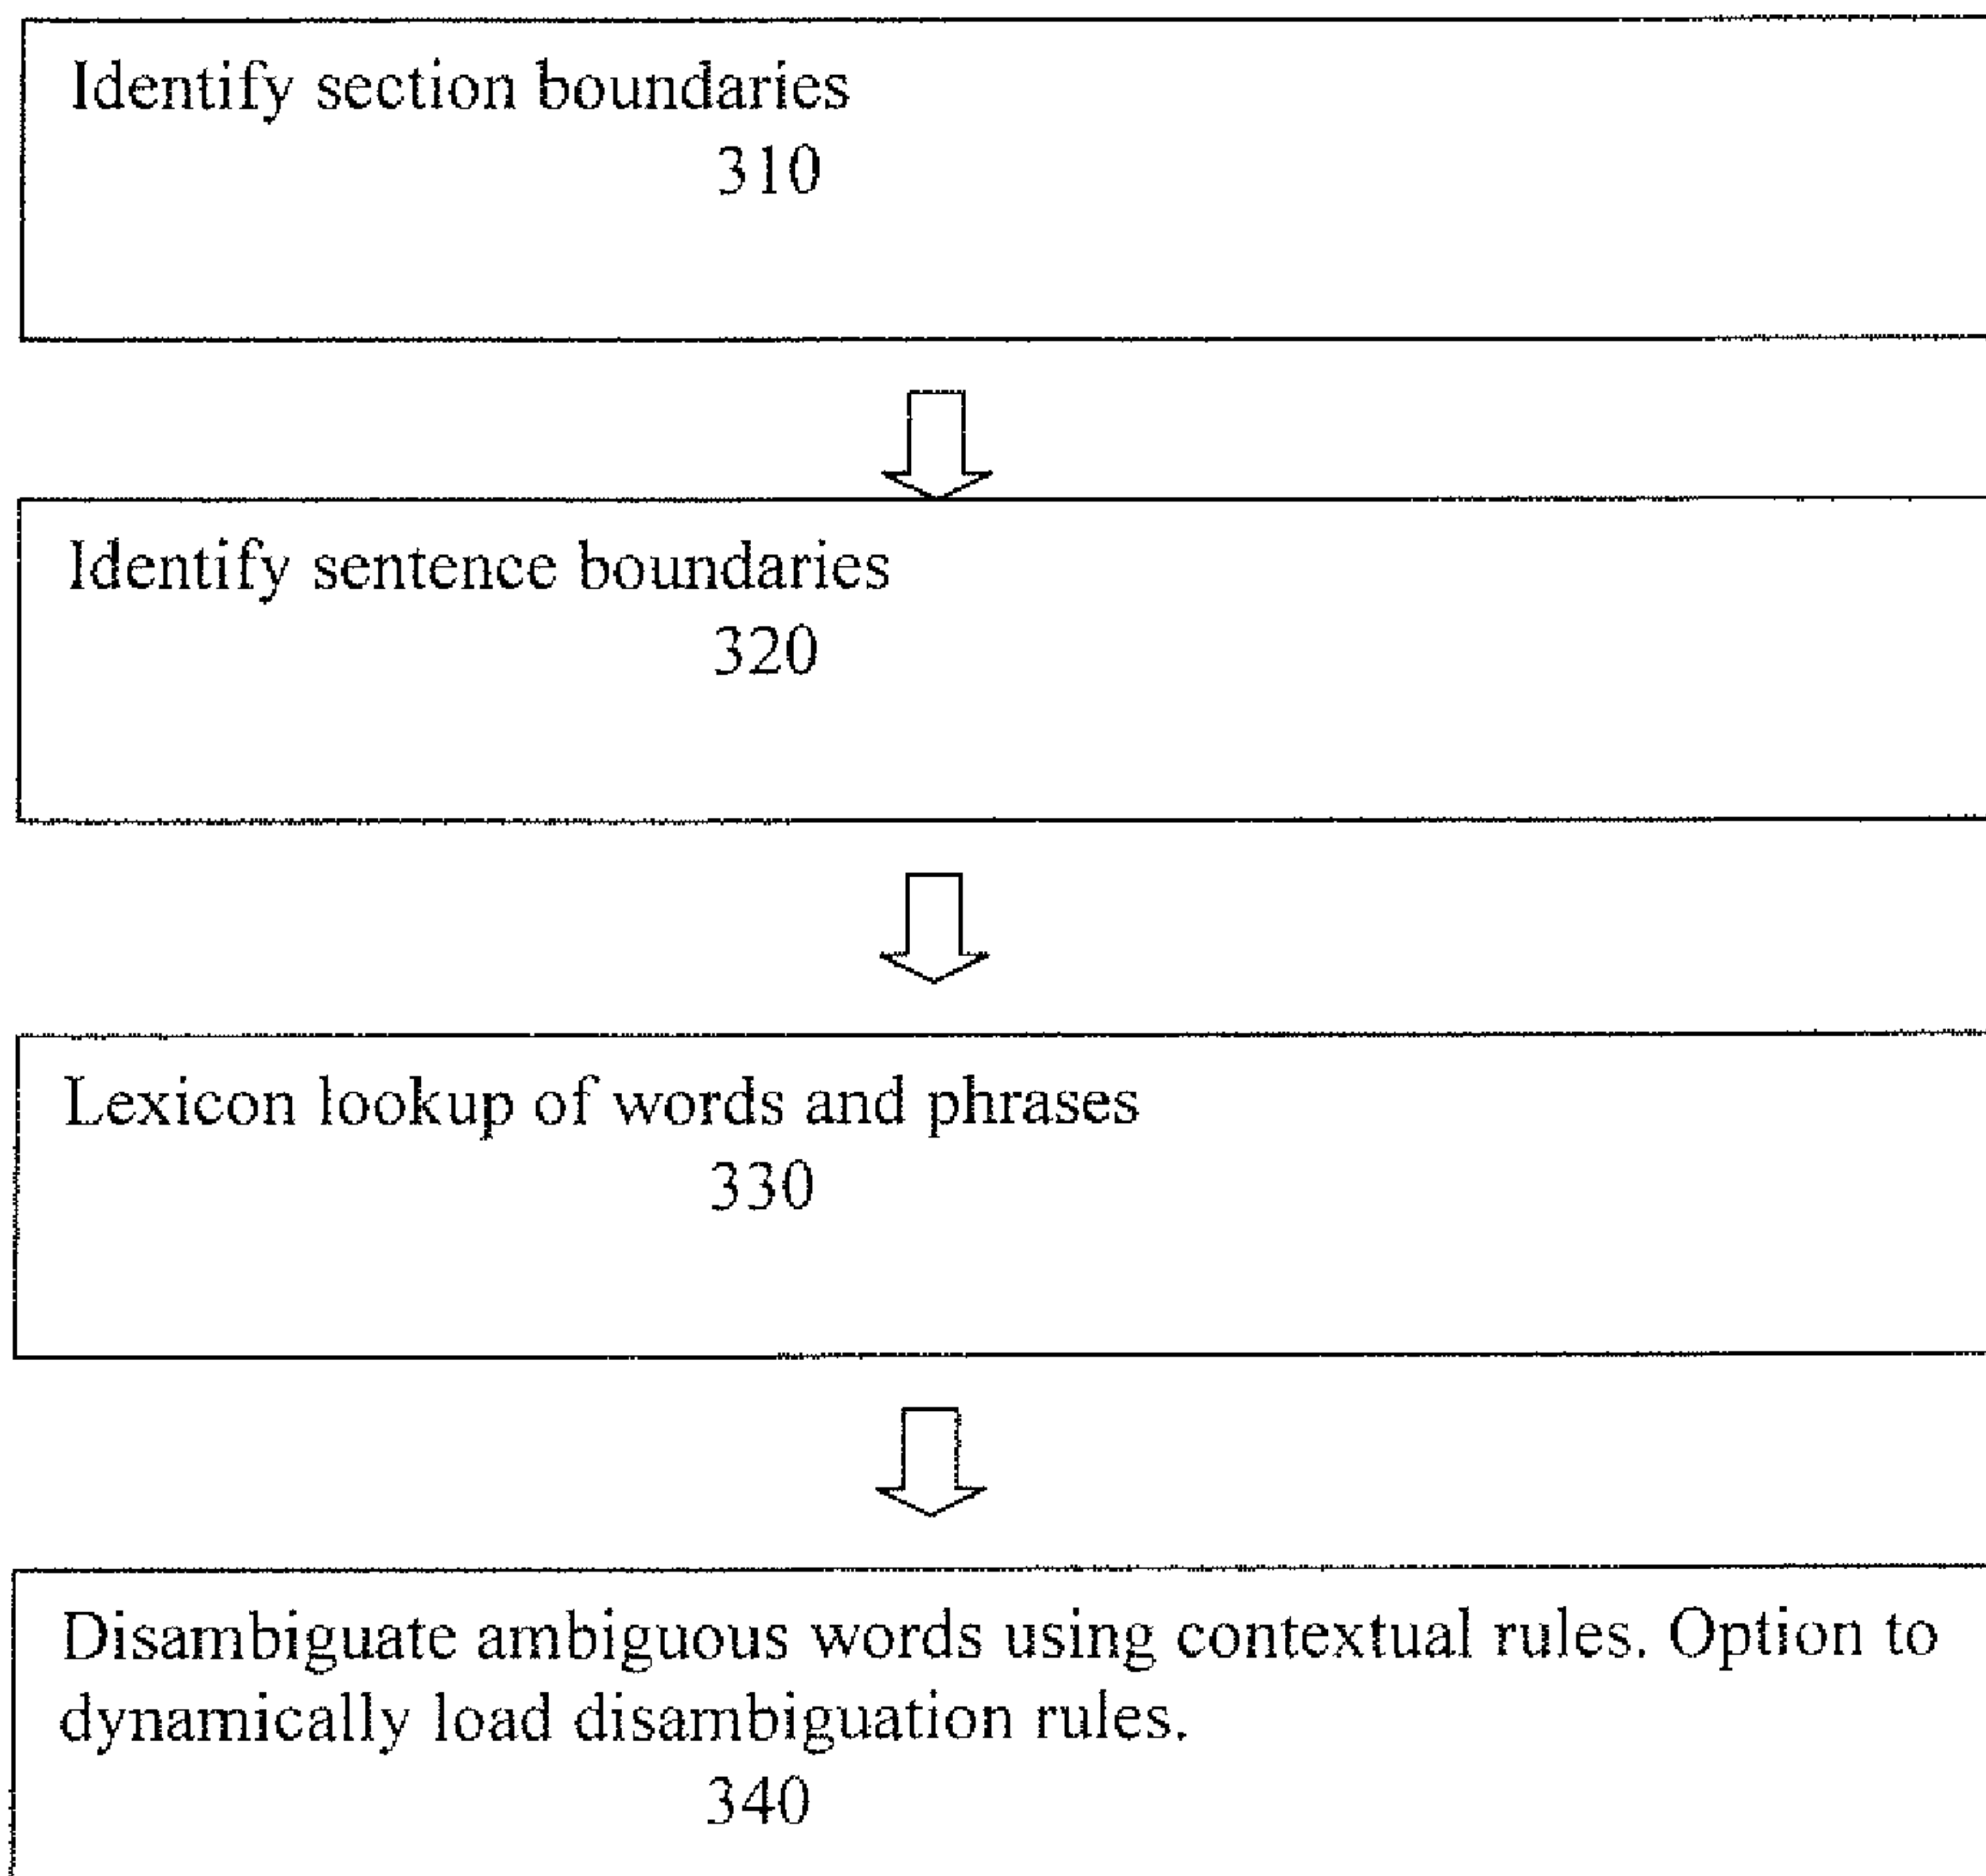 Identify section boundaries
310
Identify sentence boundaries
320
Lexicon lookup of words and phrases
330
Disambiguate ambiguous words using contextual rules. Option to
dynamically load disambiguation rules.
340